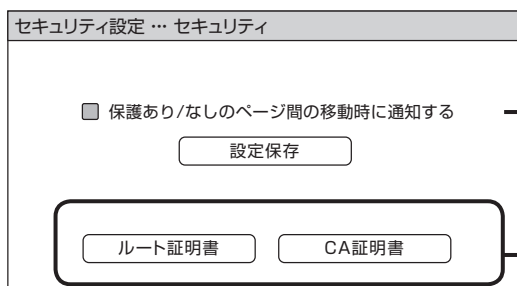 セキュリティ設定 … セキュリティ
保護あり/なしのページ間の移動時に通知する
設定保存
ルート証明書 CA証明書